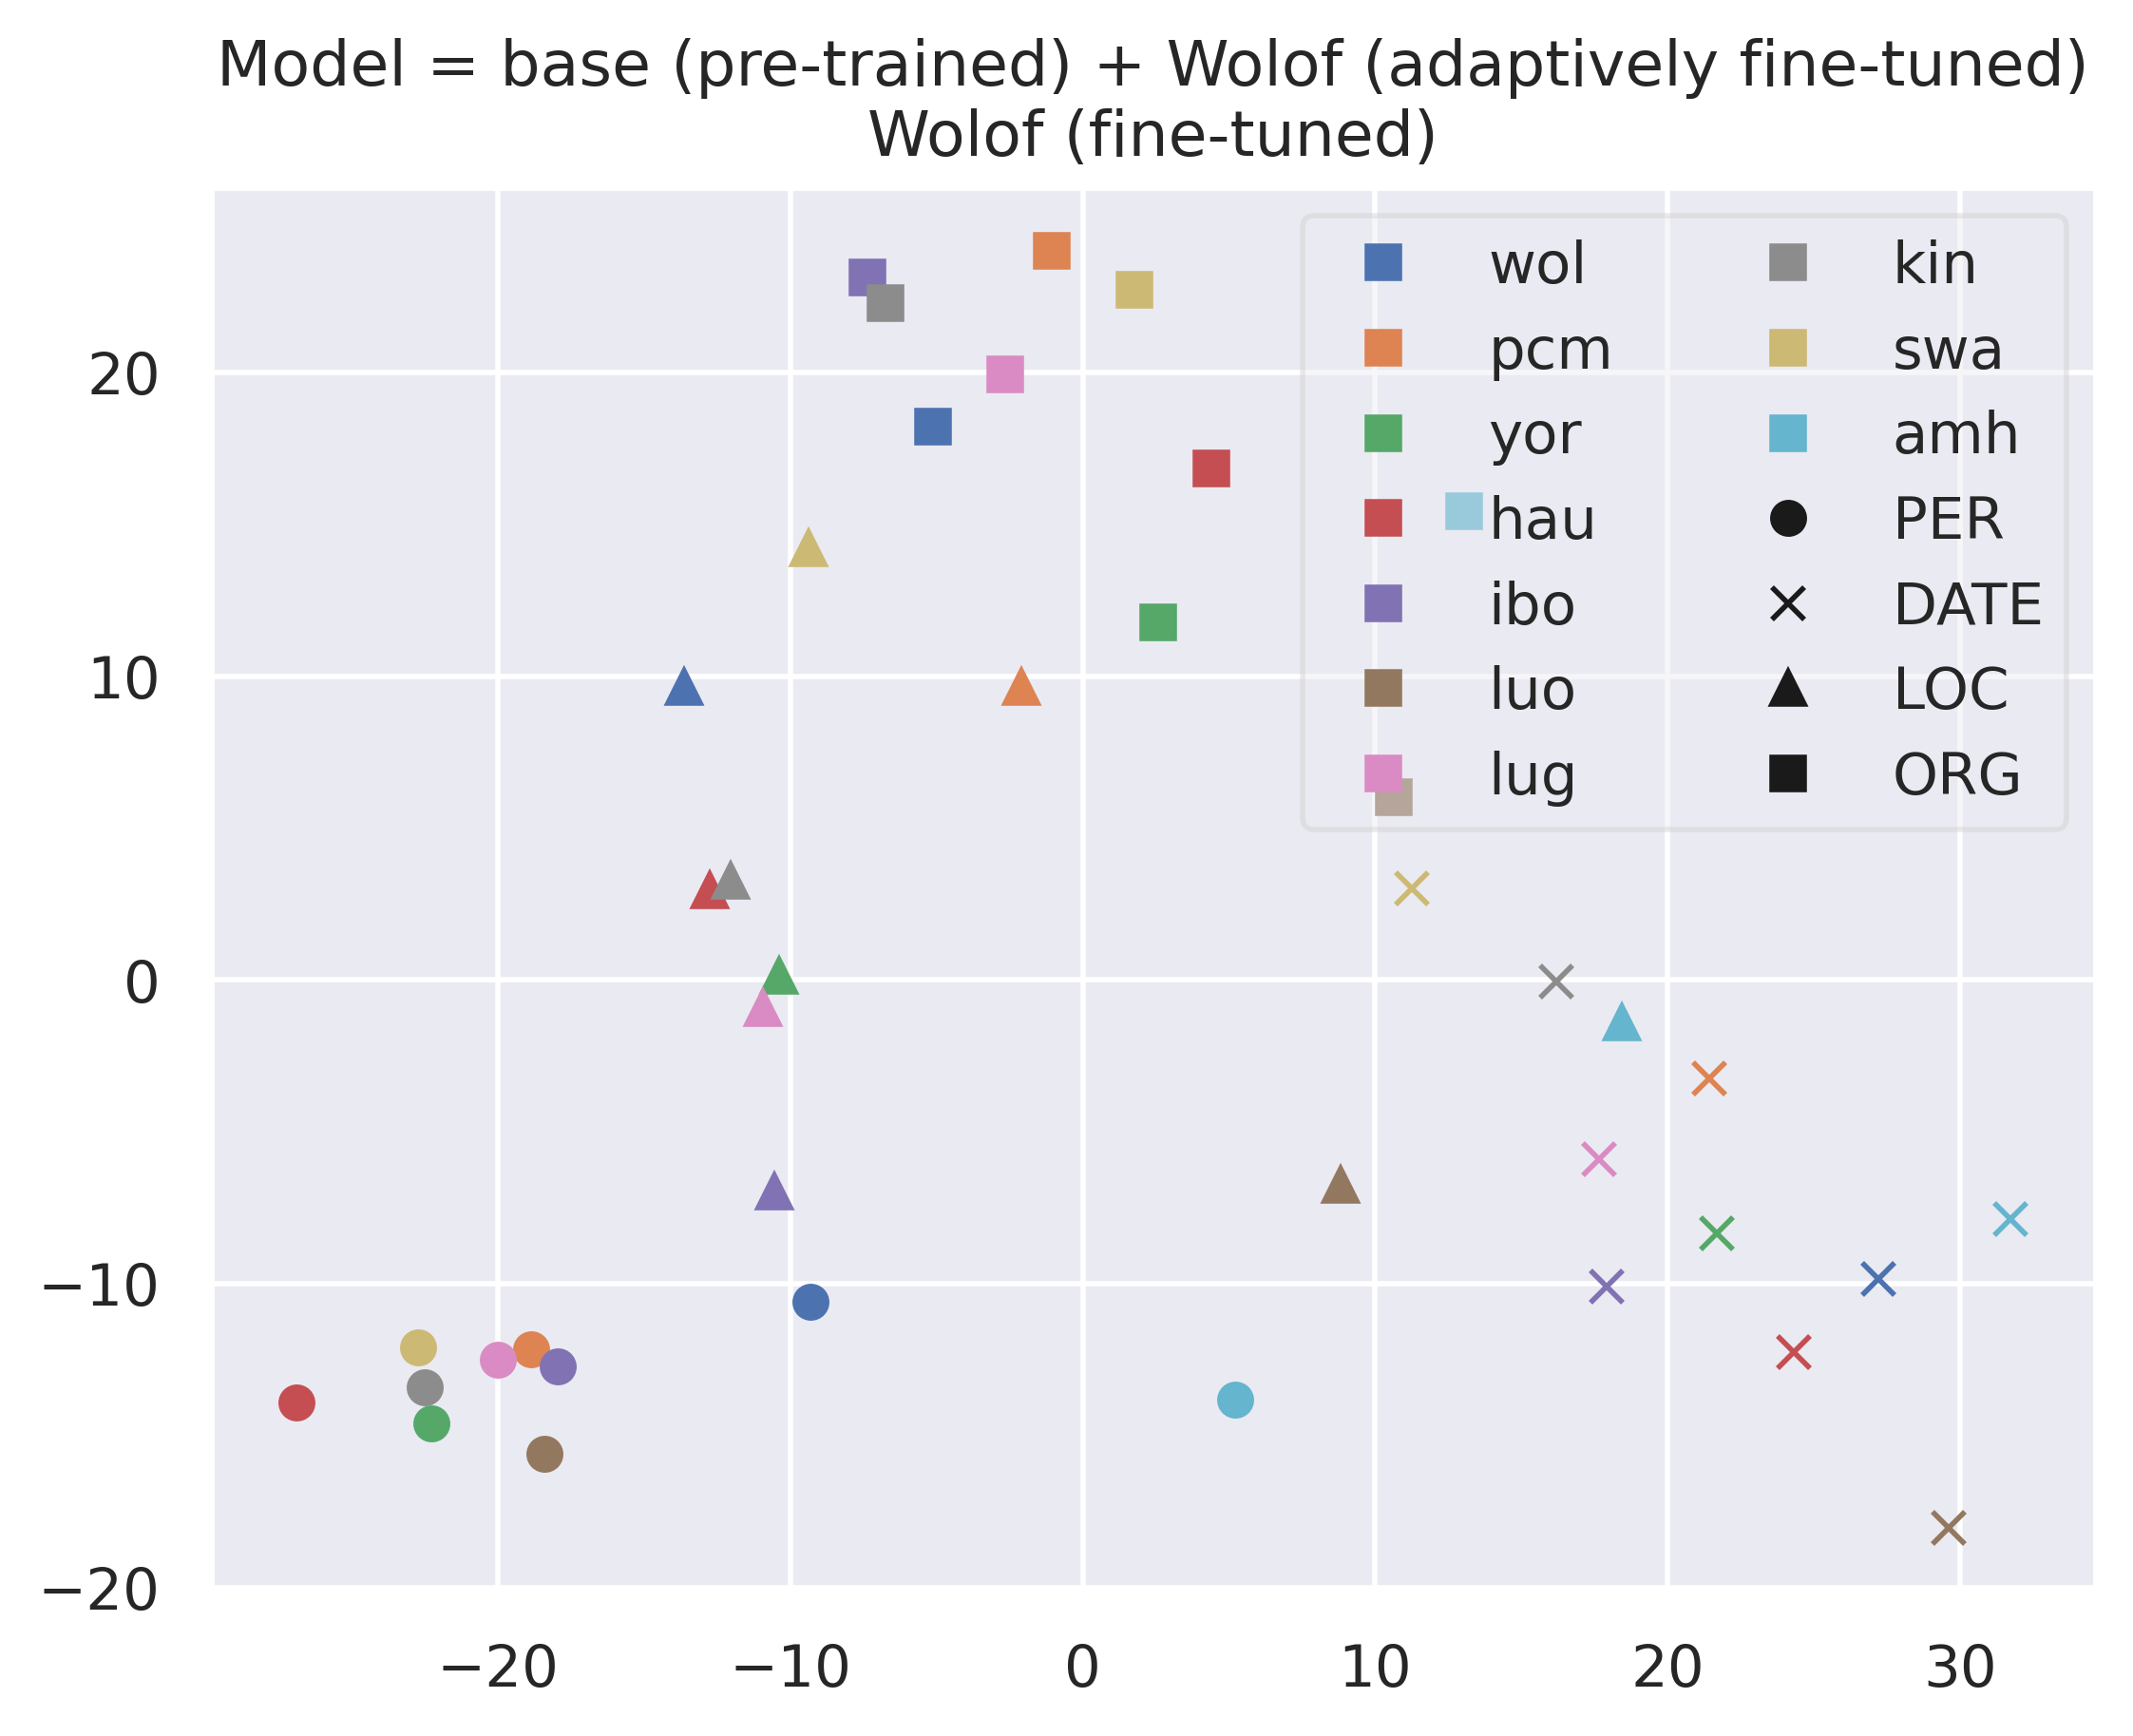 Model = base (pre-trained) + Wolof (adaptively fine-tuned)
Wolof (fine-tuned)
wol
pcm
yor
hau
ibo
luo
lug
kin
swa
amh
PER
DATE
LOC
ORG
20
10
0
−10
−20
−20
−10
0
10
20
30